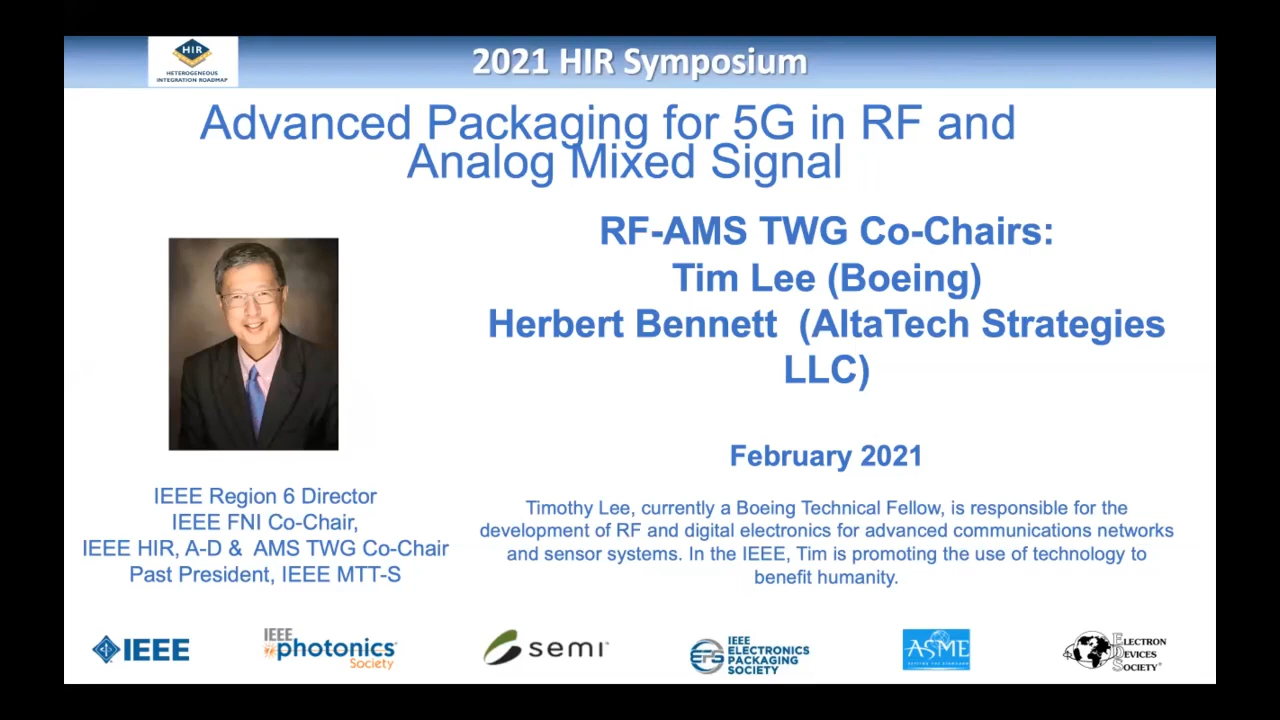 HIR
HETEROGENEOUS
INTEGRATION ROADMAP
2021 HIR Symposium
Advanced Packaging for 5G in RF and
Analog Mixed Signal
RF-AMS TWG Co-Chairs:
Tim Lee (Boeing)
Herbert Bennett (AltaTech Strategies
LLC)
February 2021
IEEE Region 6 Director
IEEE FNI Co-Chair,
IEEE HIR, A-D & AMS TWG Co-Chair
Past President, IEEE MTT-S
Timothy Lee, currently a Boeing Technical Fellow, is responsible for the
development of RF and digital electronics for advanced communications networks
and sensor systems. In the IEEE, Tim is promoting the use of technology to
benefit humanity.
IEEE
IEEE
photonics
Society
semi
EPS
IEEE
ELECTRONICS
PACKAGING
SOCIETY
ASME
SETTING THE STANDARD
EDS
ELECTRON
DEVICES
SOCIETY®